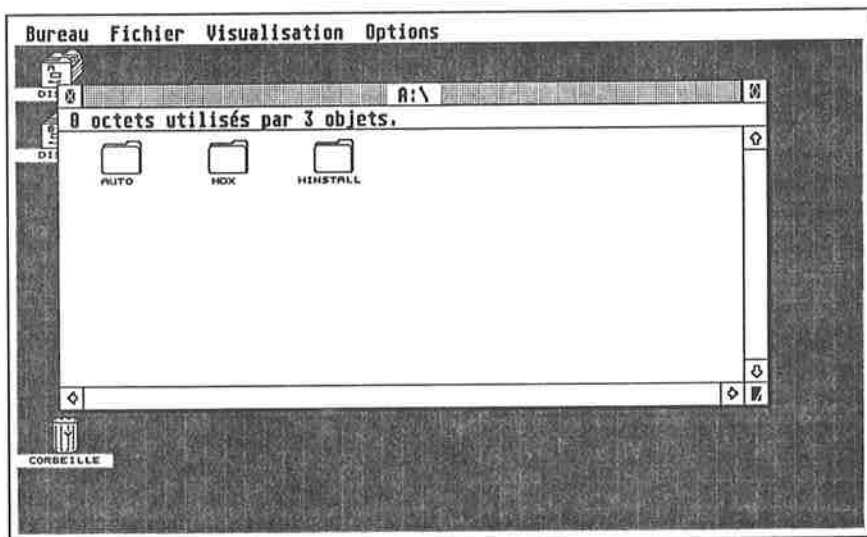 Bureau Fichier Visualisation Options
A:\
0 octets utilisés par 3 objets.
AUTO HDX HINSTALL
CORBEILLE